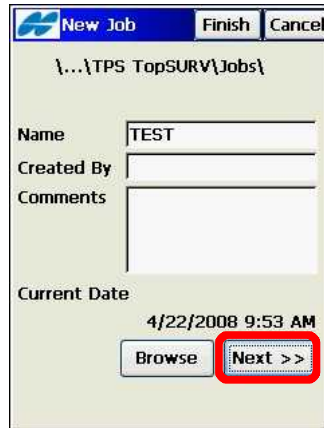 New Job Finish Cancel
\...\TPS TopSURV\Jobs\
Name TEST
Created By
Comments
Current Date
4/22/2008 9:53 AM
Browse Next >>